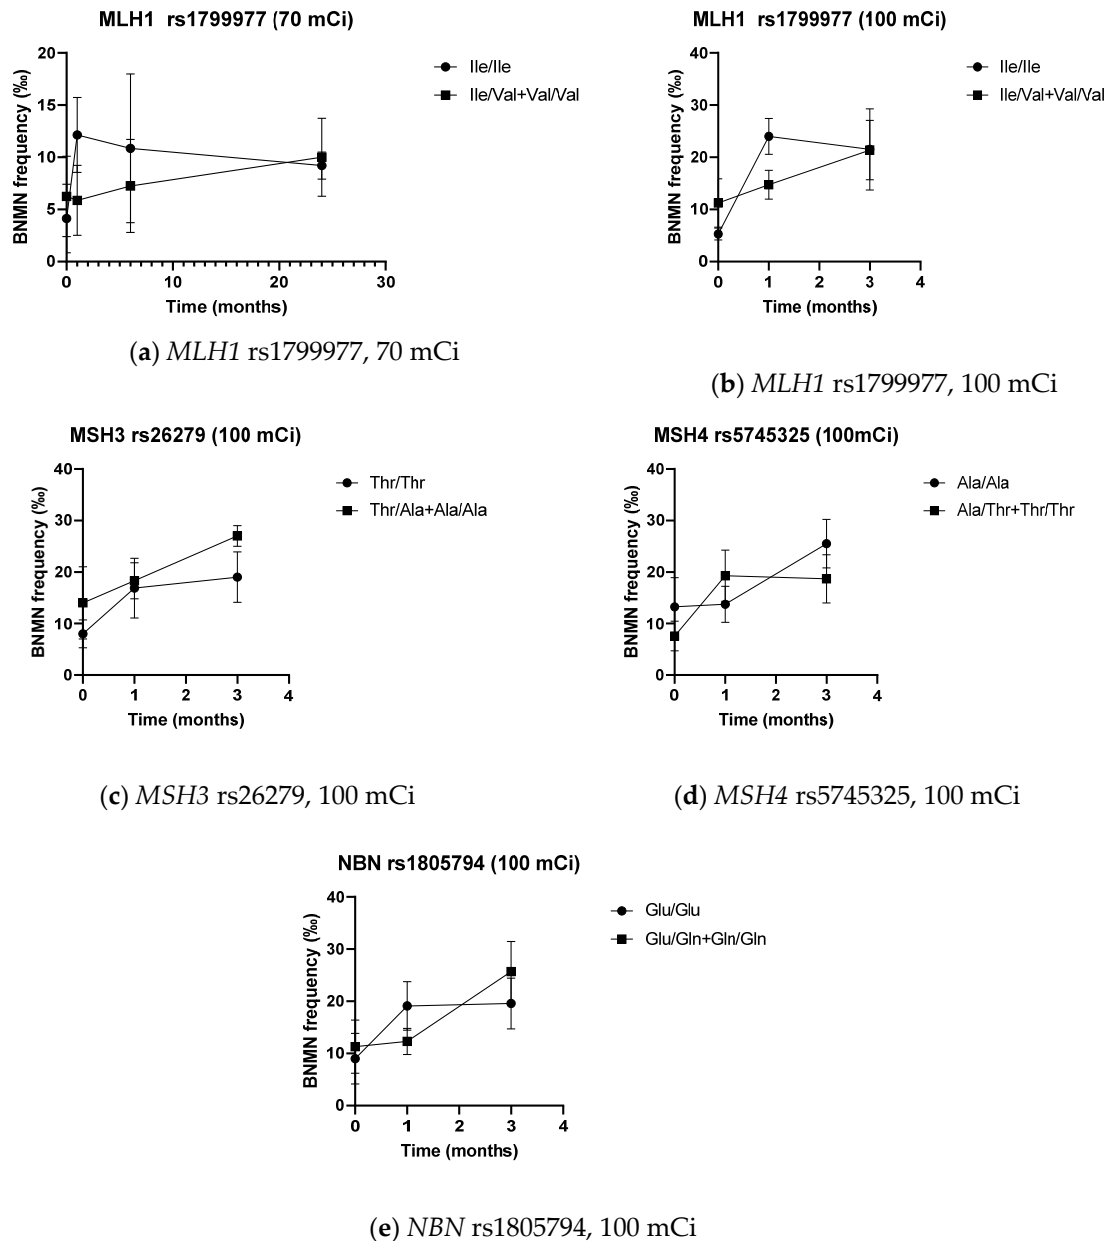 MLH1 rs1799977 (70 mCi)
BNMN frequency (‰)
20
15
10
5
0
0 10 20 30
Time (months)
Ile/Ile
Ile/Val+Val/Val
(a) MLH1 rs1799977, 70 mCi
MLH1 rs1799977 (100 mCi)
BNMN frequency (‰)
40
30
20
10
0
0 1 2 3 4
Time (months)
Ile/Ile
Ile/Val+Val/Val
(b) MLH1 rs1799977, 100 mCi
MSH3 rs26279 (100 mCi)
BNMN frequency (‰)
40
30
20
10
0
0 1 2 3 4
Time (months)
Thr/Thr
Thr/Ala+Ala/Ala
(c) MSH3 rs26279, 100 mCi
MSH4 rs5745325 (100mCi)
BNMN frequency (‰)
40
30
20
10
0
0 1 2 3 4
Time (months)
Ala/Ala
Ala/Thr+Thr/Thr
(d) MSH4 rs5745325, 100 mCi
NBN rs1805794 (100 mCi)
BNMN frequency (‰)
40
30
20
10
0
0 1 2 3 4
Time (months)
Glu/Glu
Glu/Gln+Gln/Gln
(e) NBN rs1805794, 100 mCi